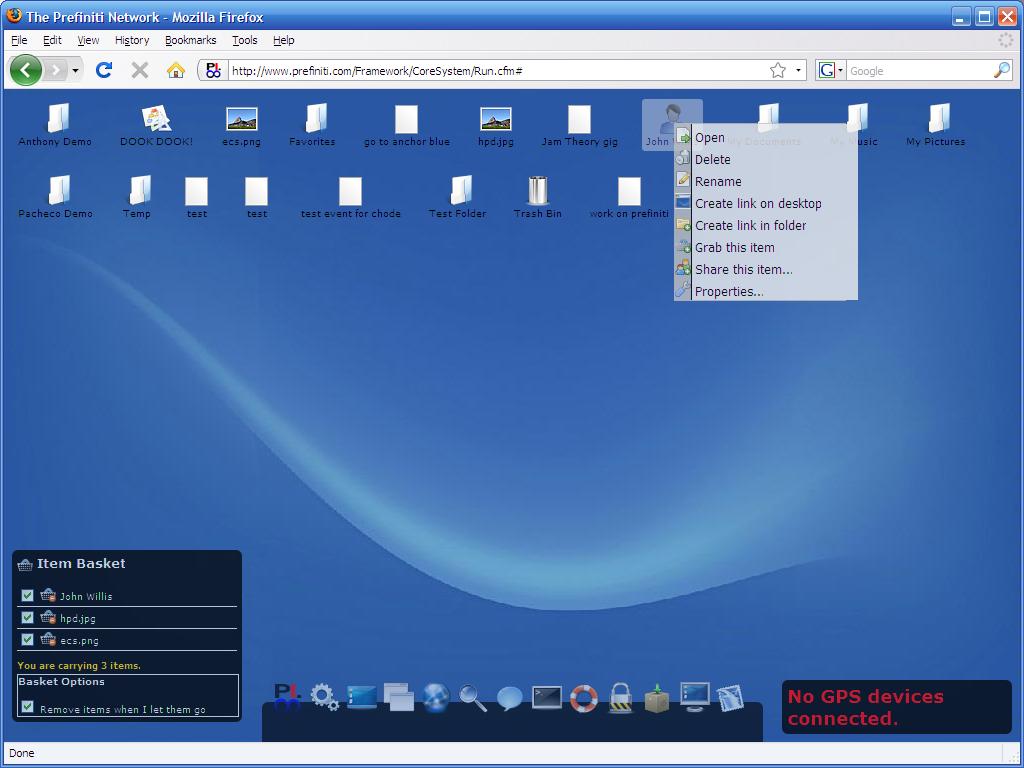 The Prefiniti Network - Mozilla Firefox
File Edit View History Bookmarks Tools Help
http://www.prefiniti.com/Framework/CoreSystem/Run.cfm#
G Google
Anthony Demo DOOK DOOK! ecs.png Favorites go to anchor blue hpd.jpg Jam Theory gig John My Documents My Music My Pictures
Pacheco Demo Temp test test test event for chode Test Folder Trash Bin work on prefiniti
Open
Delete
Rename
Create link on desktop
Create link in folder
Grab this item
Share this item...
Properties...
Item Basket
John Willis
hpd.jpg
ecs.png
You are carrying 3 items.
Basket Options
Remove items when I let them go
No GPS devices
connected.
Done